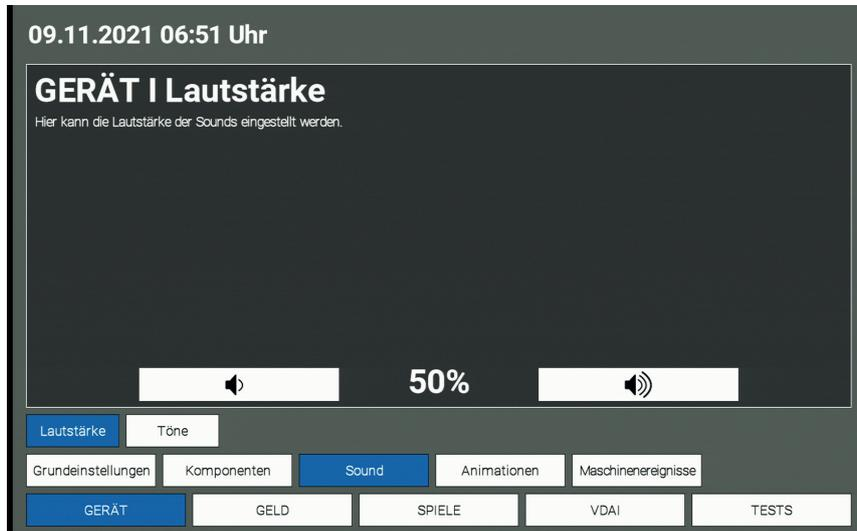 09.11.2021 06:51 Uhr
GERÄT I Lautstärke
Hier kann die Lautstärke der Sounds eingestellt werden.
50%
Lautstärke Töne
Grundeinstellungen Komponenten Sound Animationen Maschinenereignisse
GERÄT GELD SPIELE VDAI TESTS